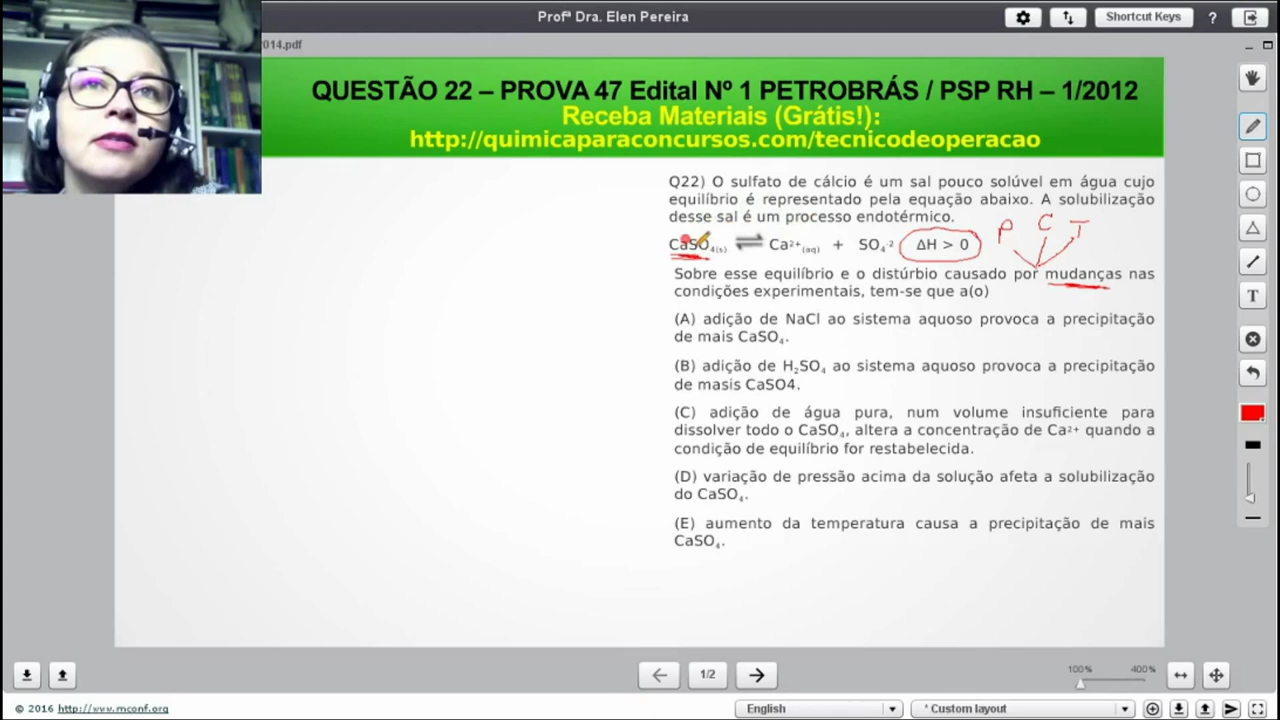 Profª Dra. Elen Pereira
Shortcut Keys
?
014.pdf
QUESTÃO 22 – PROVA 47 Edital Nº 1 PETROBRÁS / PSP RH – 1/2012
Receba Materiais (Grátis!):
http://quimicaparaconcursos.com/tecnicodeoperacao
Q22) O sulfato de cálcio é um sal pouco solúvel em água cujo
equilíbrio é representado pela equação abaixo. A solubilização
desse sal é um processo endotérmico.
P C T
CaSO₄(s) ⇌ Ca²⁺(aq) + SO₄⁻² ΔH > 0
Sobre esse equilíbrio e o distúrbio causado por mudanças nas
condições experimentais, tem-se que a(o)
(A) adição de NaCl ao sistema aquoso provoca a precipitação
de mais CaSO₄.
(B) adição de H₂SO₄ ao sistema aquoso provoca a precipitação
de masis CaSO4.
(C) adição de água pura, num volume insuficiente para
dissolver todo o CaSO₄, altera a concentração de Ca²⁺ quando a
condição de equilíbrio for restabelecida.
(D) variação de pressão acima da solução afeta a solubilização
do CaSO₄.
(E) aumento da temperatura causa a precipitação de mais
CaSO₄.
T
1/2
100%
400%
© 2016 http://www.mconf.org
English
* Custom layout